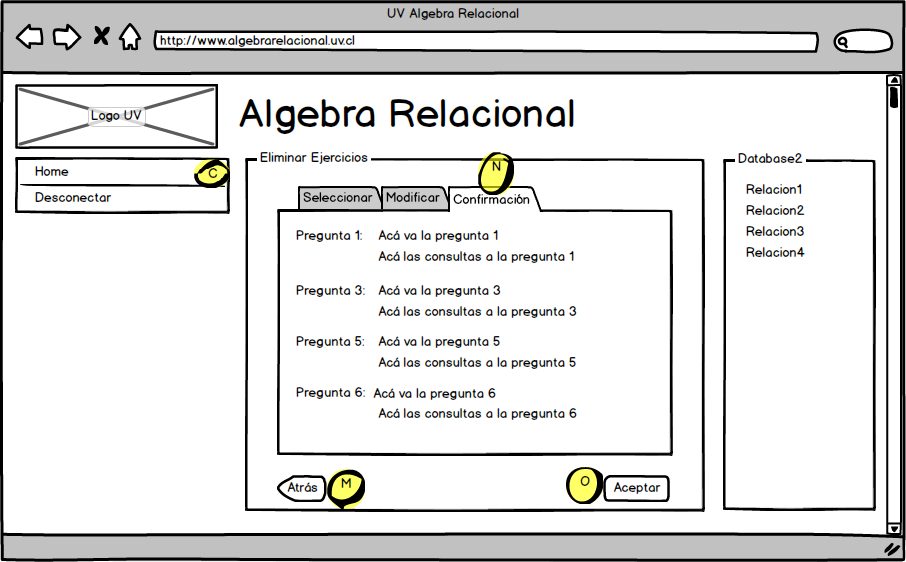 UV Algebra Relacional
http://www.algebrarelacional.uv.cl
Logo UV
Algebra Relacional
Home
C
Desconectar
Eliminar Ejercicios
N
Seleccionar
Modificar
Confirmación
Pregunta 1: Acá va la pregunta 1
Acá las consultas a la pregunta 1
Pregunta 3: Acá va la pregunta 3
Acá las consultas a la pregunta 3
Pregunta 5: Acá va la pregunta 5
Acá las consultas a la pregunta 5
Pregunta 6: Acá va la pregunta 6
Acá las consultas a la pregunta 6
Atrás
M
O
Aceptar
Database2
Relacion1
Relacion2
Relacion3
Relacion4